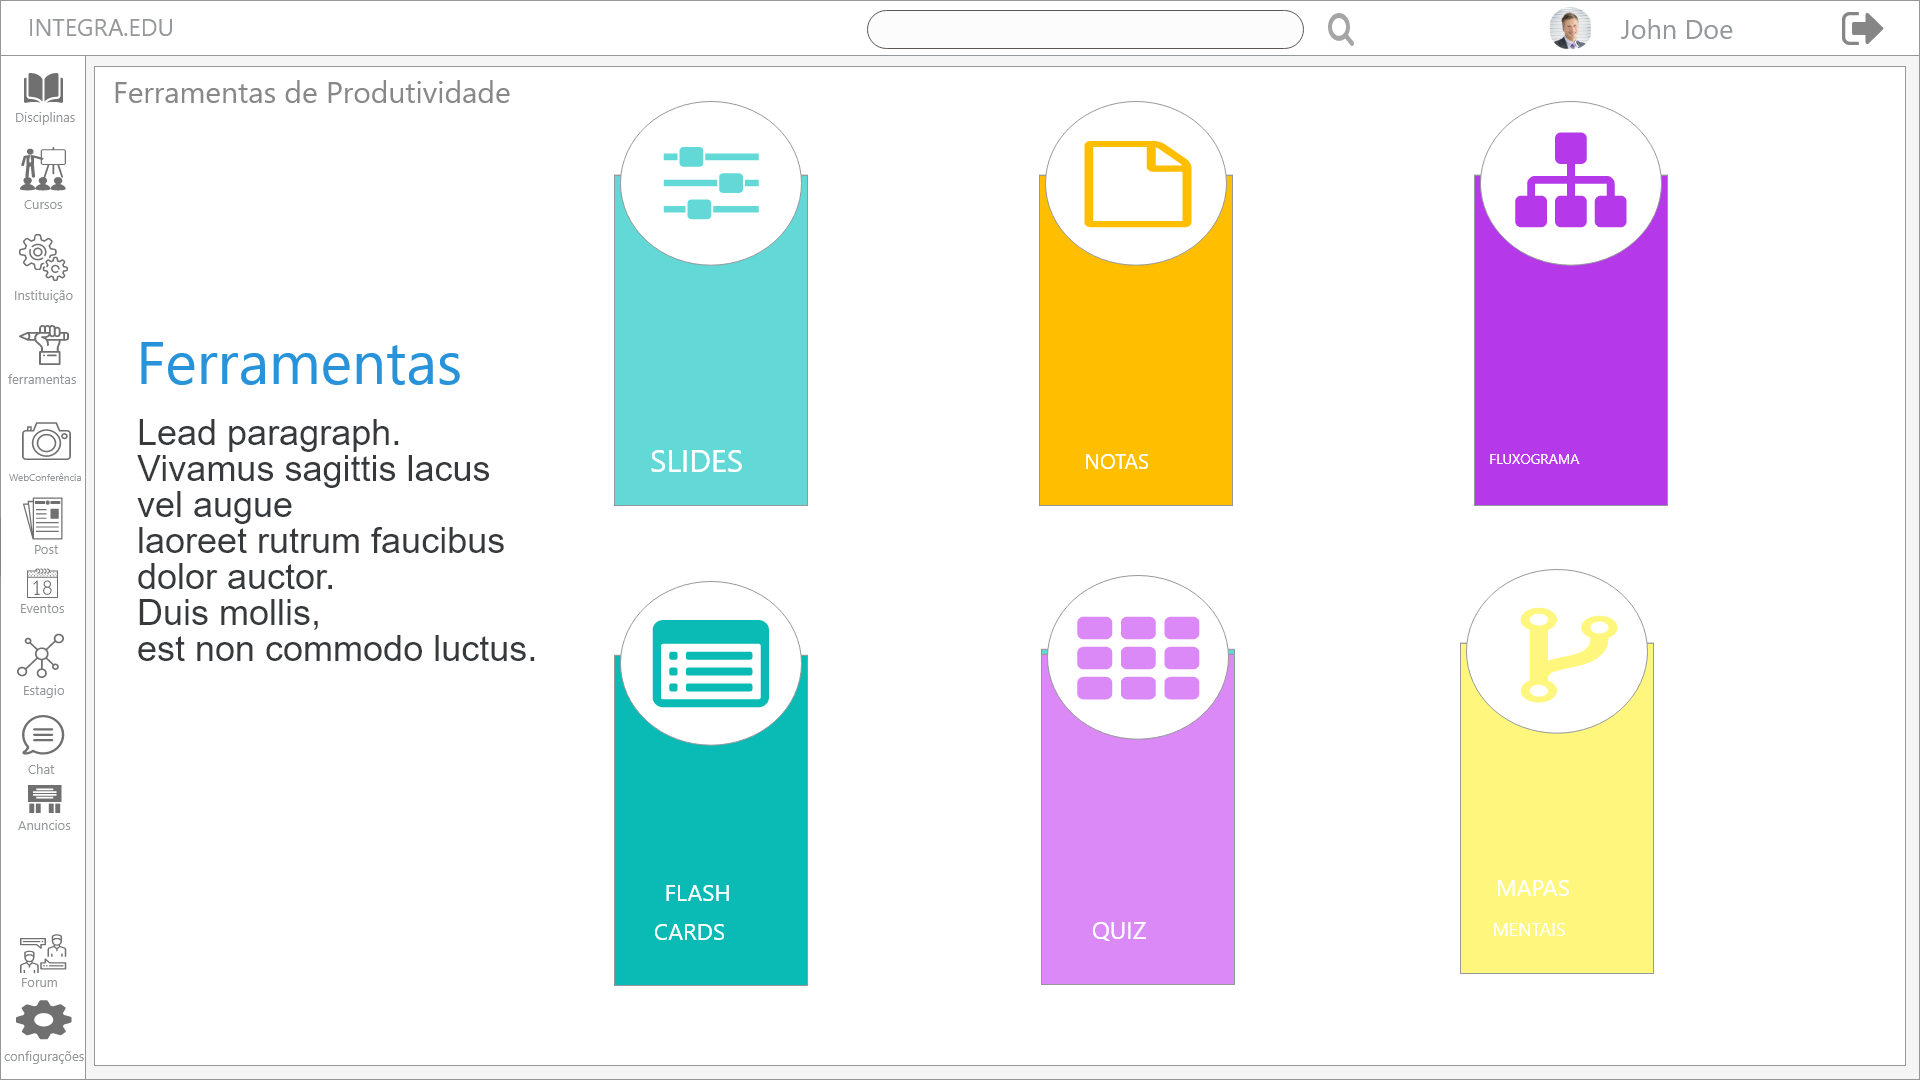 INTEGRA.EDU
John Doe
Disciplinas
Cursos
Instituição
ferramentas
WebConferência
Post
18
Eventos
Estagio
Chat
Anuncios
Forum
configurações
Ferramentas de Produtividade
Ferramentas
Lead paragraph.
Vivamus sagittis lacus
vel augue
laoreet rutrum faucibus
dolor auctor.
Duis mollis,
est non commodo luctus.
SLIDES
NOTAS
FLUXOGRAMA
FLASH
CARDS
QUIZ
MAPAS
MENTAIS